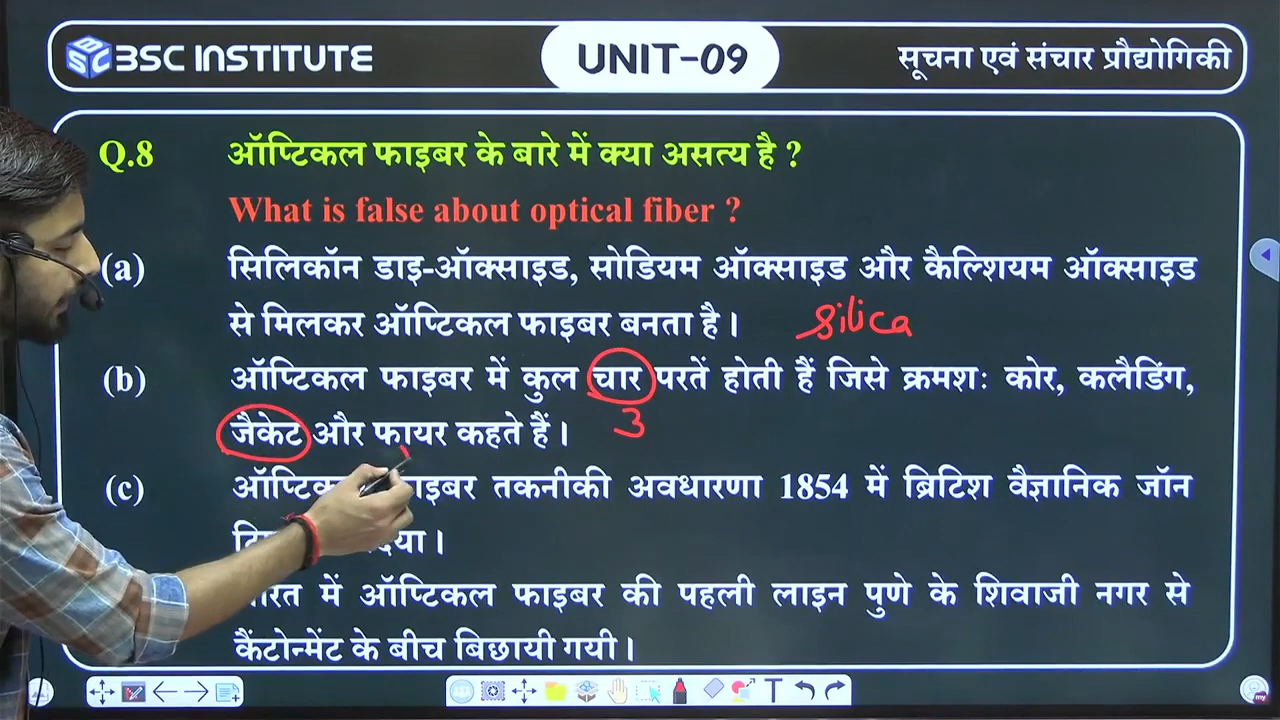 BSC INSTITUTE
UNIT-09
सूचना एवं संचार प्रौद्योगिकी
Q.8 ऑप्टिकल फाइबर के बारे में क्या असत्य है ?
What is false about optical fiber ?
(a) सिलिकॉन डाइ-ऑक्साइड, सोडियम ऑक्साइड और कैल्शियम ऑक्साइड
से मिलकर ऑप्टिकल फाइबर बनता है। silica
(b) ऑप्टिकल फाइबर में कुल चार परतें होती हैं जिसे क्रमशः कोर, कलैडिंग,
जैकेट और फायर कहते हैं। 3
(c) ऑप्टिकल फाइबर तकनीकी अवधारणा 1854 में ब्रिटिश वैज्ञानिक जॉन
में ऑप्टिकल फाइबर की पहली लाइन पुणे के शिवाजी नगर से
कैंटोन्मेंट के बीच बिछायी गयी।